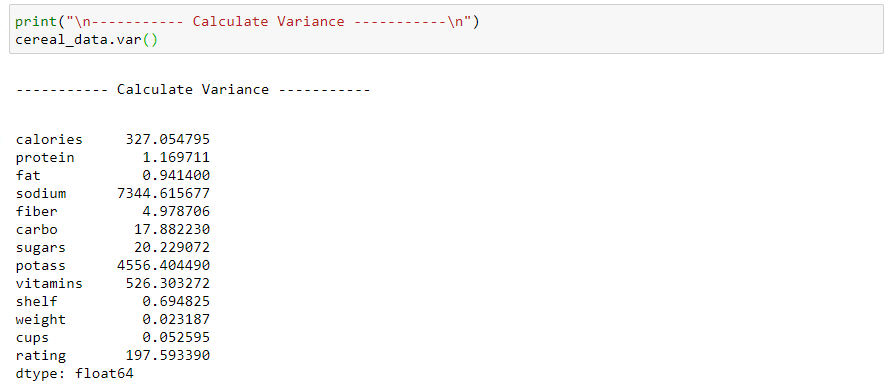 print("\n----------- Calculate Variance -----------\n")
cereal_data.var()
----------- Calculate Variance -----------
calories     327.054795
protein        1.169711
fat            0.941400
sodium      7344.615677
fiber          4.978706
carbo         17.882230
sugars        20.229072
potass      4556.404490
vitamins     526.303272
shelf          0.694825
weight         0.023187
cups           0.052595
rating       197.593390
dtype: float64